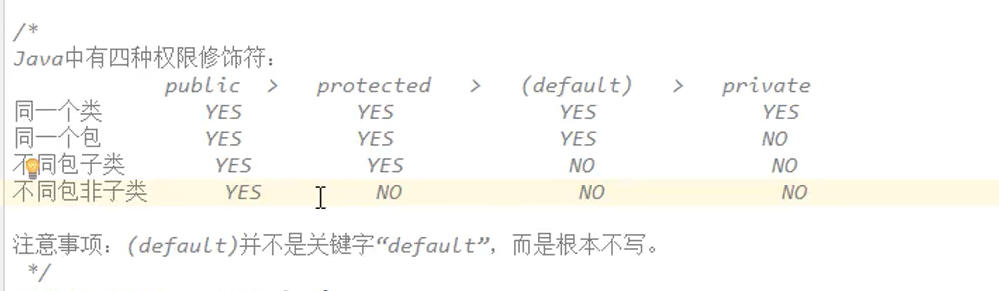 /*
Java中有四种权限修饰符：
public > protected > (default) > private
同一个类 YES YES YES YES
同一个包 YES YES YES NO
不同包子类 YES YES NO NO
不同包非子类 YES NO NO NO
注意事项：(default)并不是关键字“default”，而是根本不写。
*/